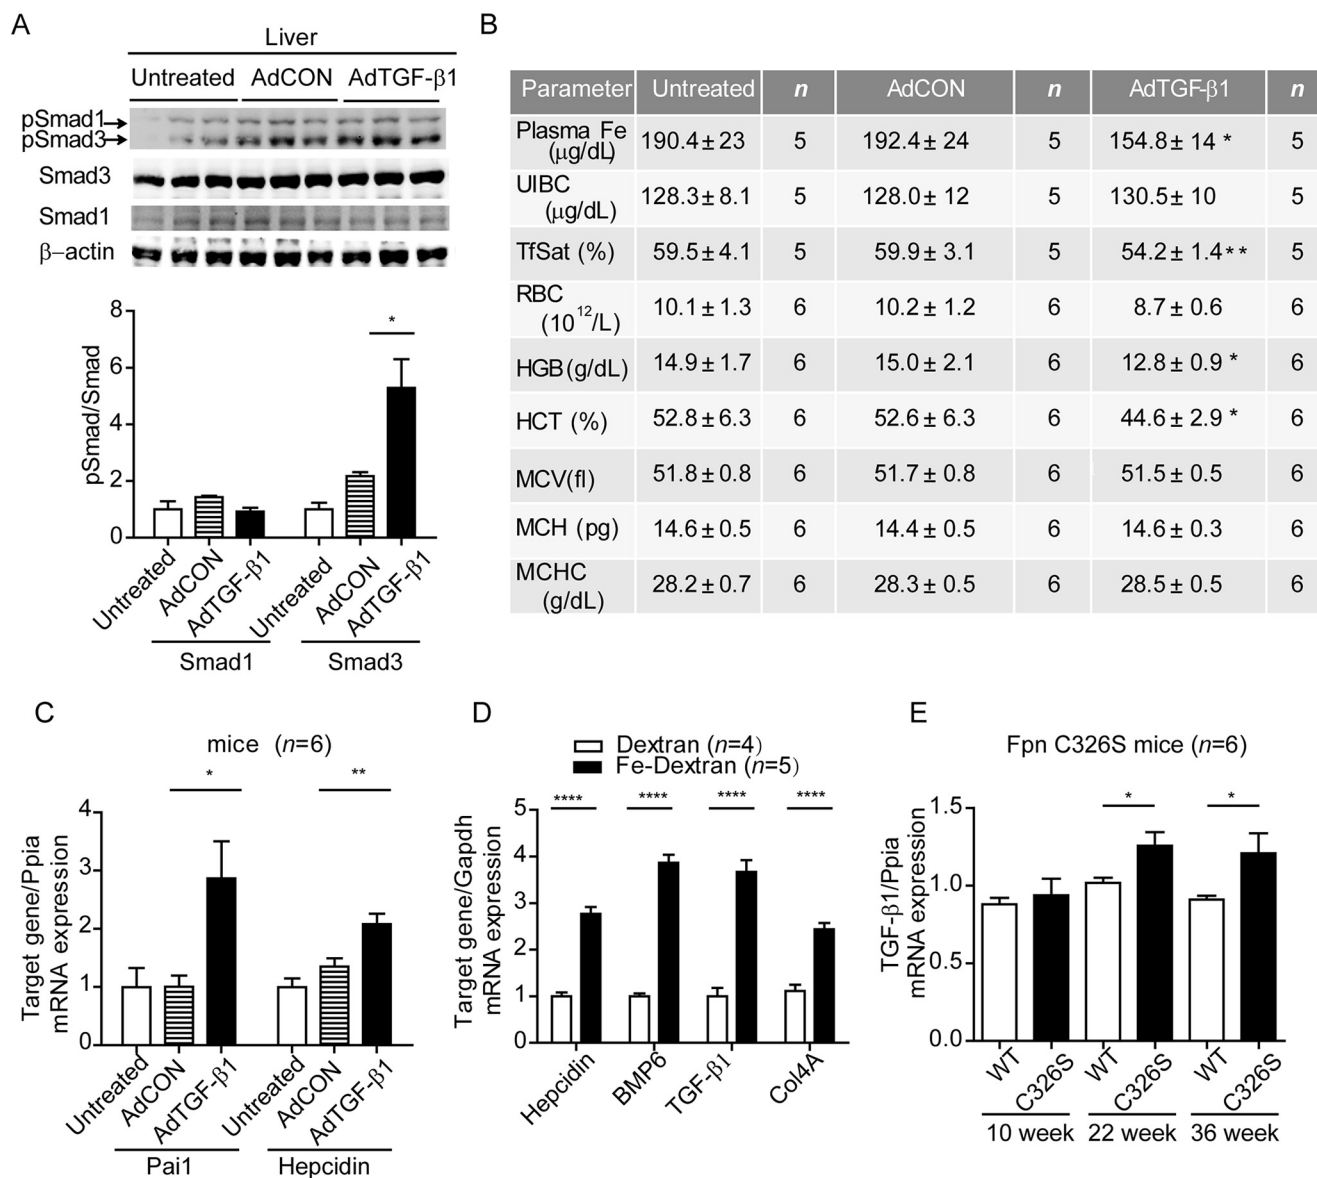 A
Liver
Untreated AdCON AdTGF-β1
pSmad1
pSmad3
Smad3
Smad1
β–actin
pSmad/Smad
8
6
4
2
0
*
Untreated
AdCON
AdTGF-β1
Untreated
AdCON
AdTGF-β1
Smad1 Smad3
B
Parameter Untreated n AdCON n AdTGF-β1 n
Plasma Fe
(μg/dL) 190.4 ± 23 5 192.4 ± 24 5 154.8 ± 14 * 5
UIBC
(μg/dL) 128.3 ± 8.1 5 128.0 ± 12 5 130.5 ± 10 5
TfSat (%) 59.5 ± 4.1 5 59.9 ± 3.1 5 54.2 ± 1.4 ** 5
RBC
(10¹²/L) 10.1 ± 1.3 6 10.2 ± 1.2 6 8.7 ± 0.6 6
HGB(g/dL) 14.9 ± 1.7 6 15.0 ± 2.1 6 12.8 ± 0.9 * 6
HCT (%) 52.8 ± 6.3 6 52.6 ± 6.3 6 44.6 ± 2.9 * 6
MCV(fl) 51.8 ± 0.8 6 51.7 ± 0.8 6 51.5 ± 0.5 6
MCH (pg) 14.6 ± 0.5 6 14.4 ± 0.5 6 14.6 ± 0.3 6
MCHC
(g/dL) 28.2 ± 0.7 6 28.3 ± 0.5 6 28.5 ± 0.5 6
C
mice (n=6)
* **
Target gene/Ppia
mRNA expression
4
3
2
1
0
Untreated
AdCON
AdTGF-β1
Untreated
AdCON
AdTGF-β1
Pai1 Hepcidin
D
Dextran (n=4)
Fe-Dextran (n=5)
**** **** **** ****
Target gene/Gapdh
mRNA expression
5
4
3
2
1
0
Hepcidin
BMP6
TGF-β1
Col4A
E
Fpn C326S mice (n=6)
* *
TGF-β1/Ppia
mRNA expression
1.5
1.0
0.5
0.0
WT
C326S
WT
C326S
WT
C326S
10 week 22 week 36 week